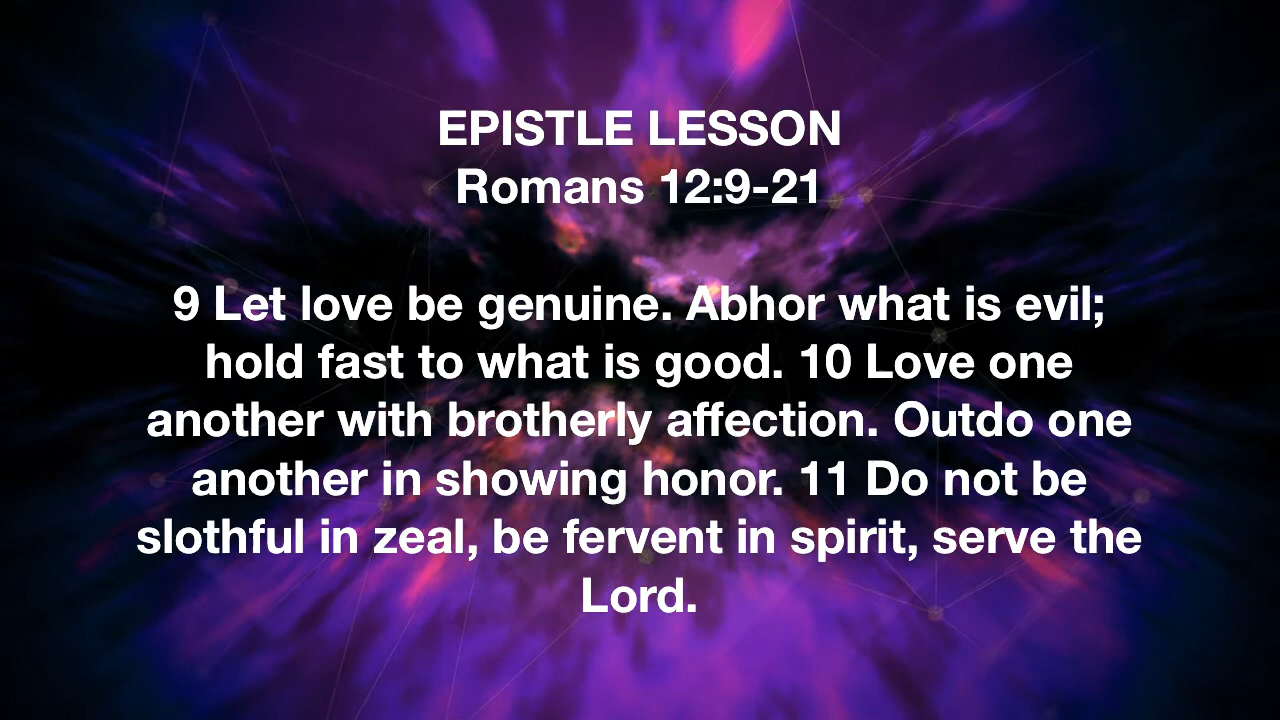 EPISTLE LESSON
Romans 12:9-21
9 Let love be genuine. Abhor what is evil;
hold fast to what is good. 10 Love one
another with brotherly affection. Outdo one
another in showing honor. 11 Do not be
slothful in zeal, be fervent in spirit, serve the
Lord.